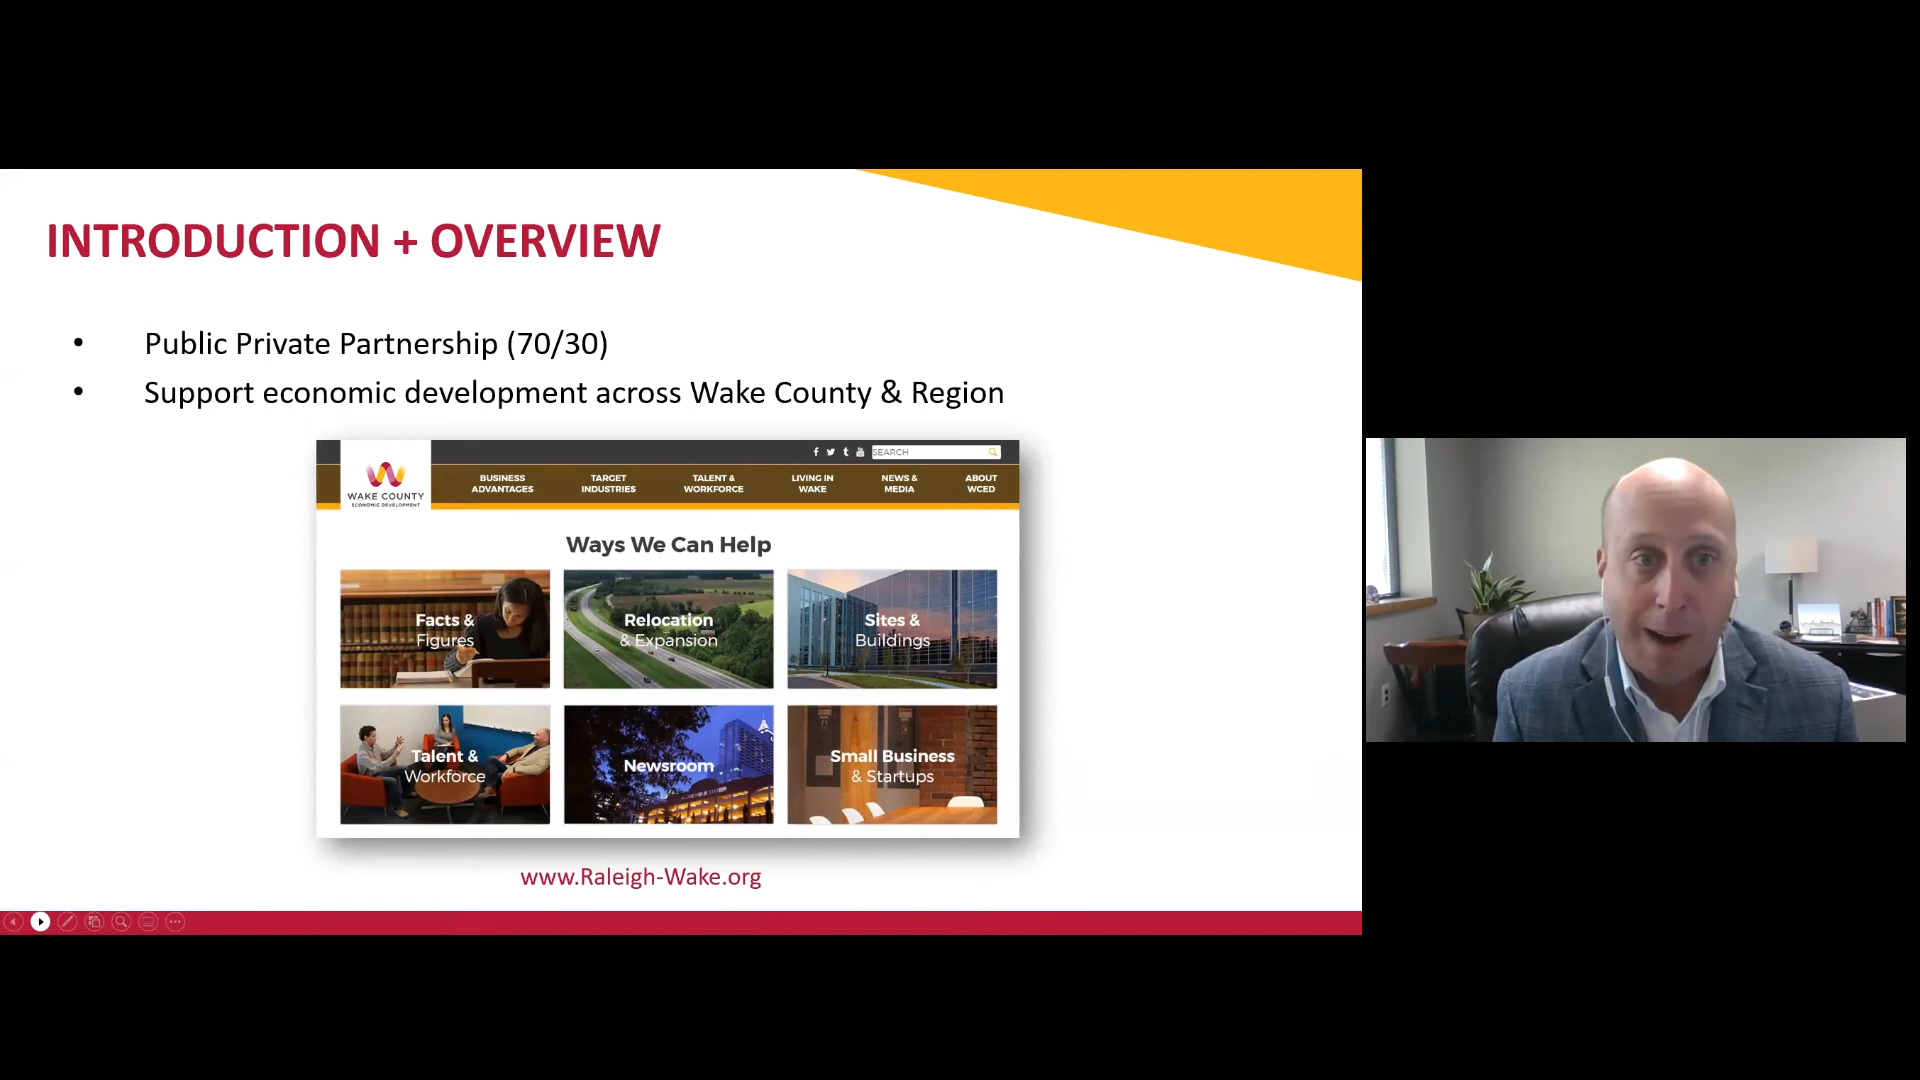 INTRODUCTION + OVERVIEW
• Public Private Partnership (70/30)
• Support economic development across Wake County & Region
SEARCH
WAKE COUNTY
ECONOMIC DEVELOPMENT
BUSINESS
ADVANTAGES
TARGET
INDUSTRIES
TALENT &
WORKFORCE
LIVING IN
WAKE
NEWS &
MEDIA
ABOUT
WCED
Ways We Can Help
Facts &
Figures
Relocation
& Expansion
Sites &
Buildings
Talent &
Workforce
Newsroom
Small Business
& Startups
www.Raleigh-Wake.org